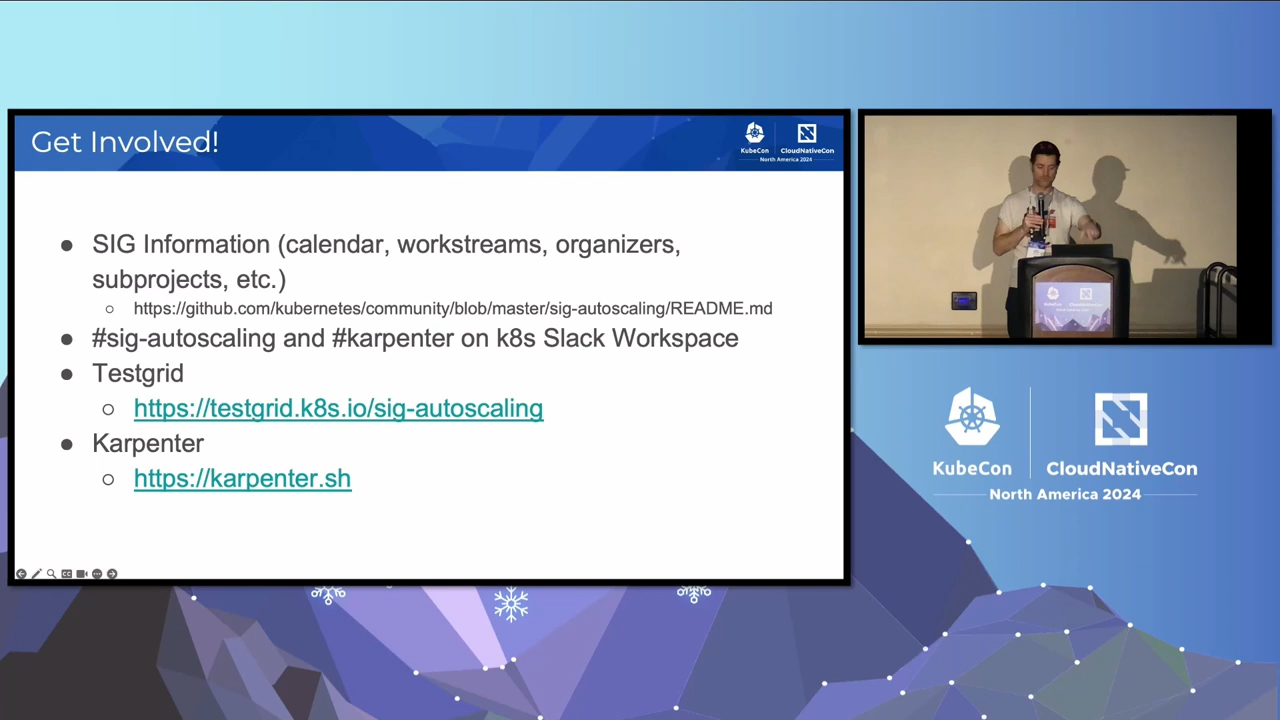 Get Involved!
KubeCon
CloudNativeCon
North America 2024
● SIG Information (calendar, workstreams, organizers,
subprojects, etc.)
○ https://github.com/kubernetes/community/blob/master/sig-autoscaling/README.md
● #sig-autoscaling and #karpenter on k8s Slack Workspace
● Testgrid
○ https://testgrid.k8s.io/sig-autoscaling
● Karpenter
○ https://karpenter.sh
KubeCon
CloudNativeCon
North America 2024